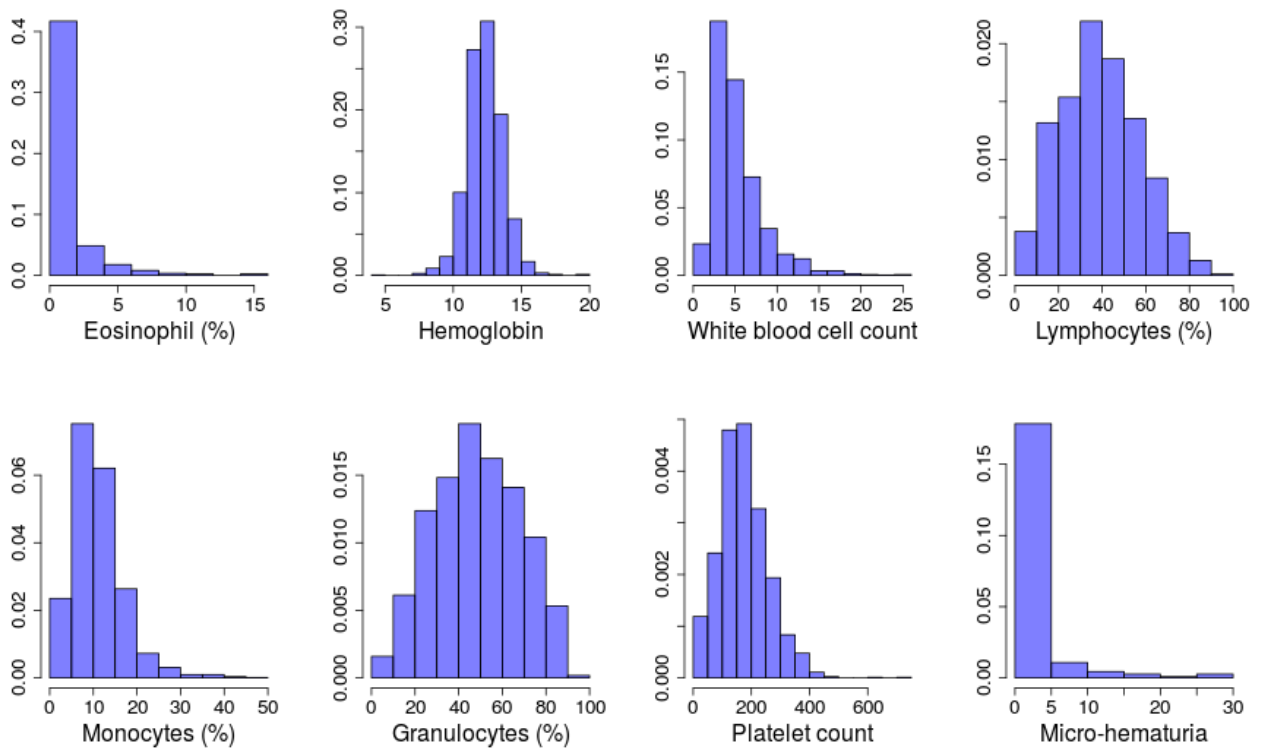 0.0 0.1 0.2 0.3 0.4
0 5 10 15
Eosinophil (%)
0.00 0.10 0.20 0.30
5 10 15 20
Hemoglobin
0.00 0.05 0.10 0.15
0 5 10 15 20 25
White blood cell count
0.000 0.010 0.020
0 20 40 60 80 100
Lymphocytes (%)
0.00 0.02 0.04 0.06
0 10 20 30 40 50
Monocytes (%)
0.000 0.005 0.010 0.015
0 20 40 60 80 100
Granulocytes (%)
0.000 0.002 0.004
0 200 400 600
Platelet count
0.00 0.05 0.10 0.15
0 5 10 20 30
Micro-hematuria